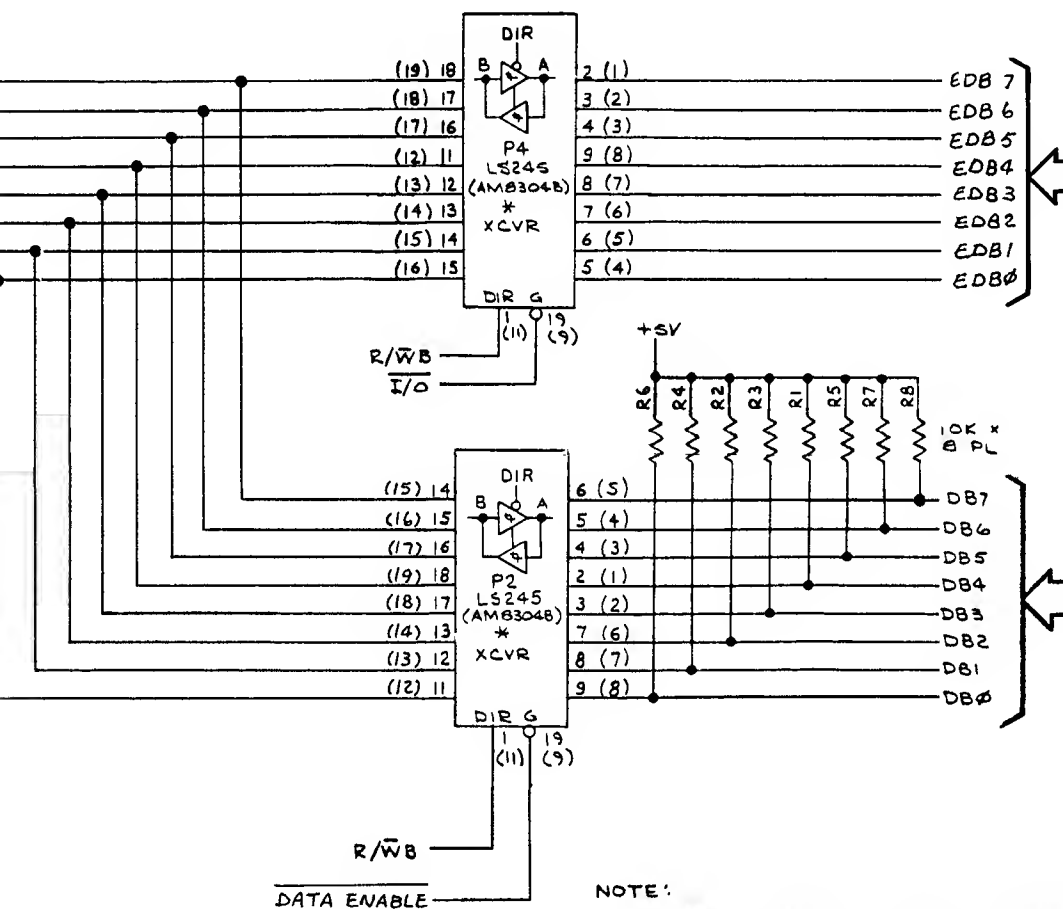 DIR
B A
(19) 18 2 (1) EDB 7
(18) 17 3 (2) EDB 6
(17) 16 4 (3) EDB5
(12) 11 9 (8) EDB4
(13) 12 8 (7) EDB3
(14) 13 7 (6) EDB2
(15) 14 6 (5) EDB1
(16) 15 5 (4) EDBØ
P4
LS245
(AM8304B)
*
XCVR
DIR G
1 19
(11) (9)
R/W̅B
I̅/̅O̅
+5V
R6 R4 R2 R3 R1 R5 R7 R8
10K *
8 PL
DIR
B A
(15) 14 6 (5) DB7
(16) 15 5 (4) DB6
(17) 16 4 (3) DB5
(19) 18 2 (1) DB4
(18) 17 3 (2) DB3
(14) 13 7 (6) DB2
(13) 12 8 (7) DB1
(12) 11 9 (8) DBØ
P2
LS245
(AM8304B)
*
XCVR
DIR G
1 19
(11) (9)
R/W̅B
D̅A̅T̅A̅ ̅E̅N̅A̅B̅L̅E̅
NOTE: